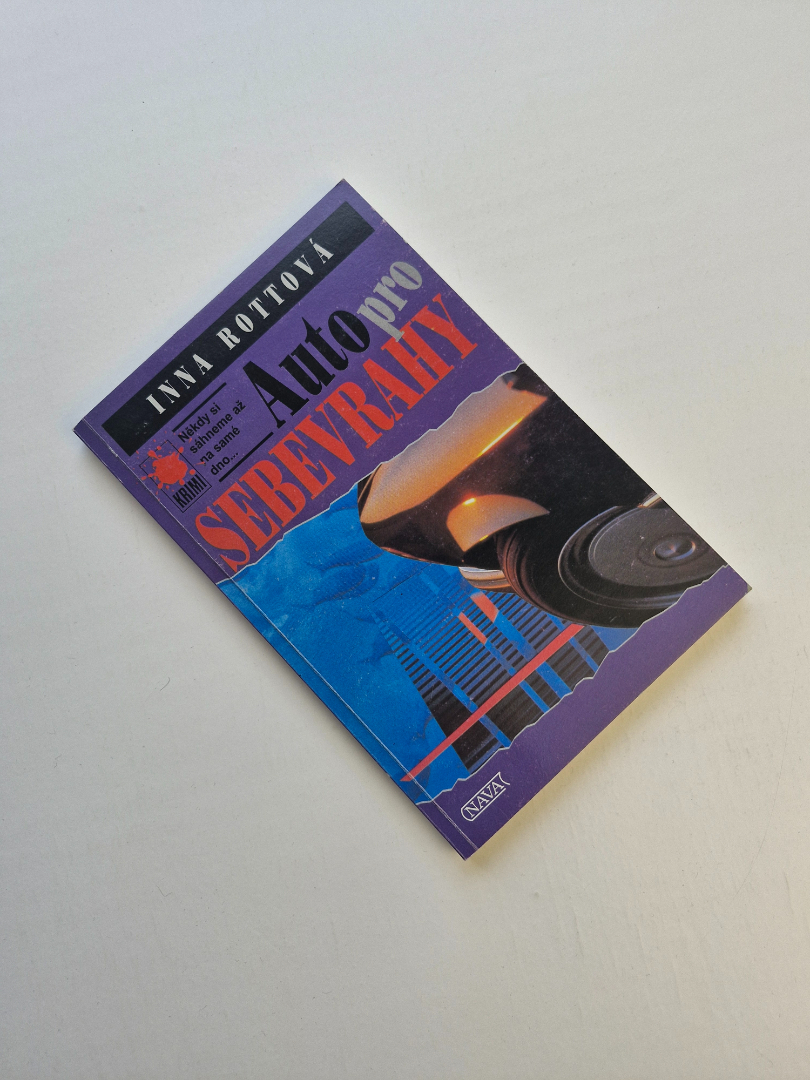 INNA ROTTOVÁ
Auto pro
SEBEVRAHY
Někdy si
sáhneme až
na samé
dno...
KRIMI
NAVA